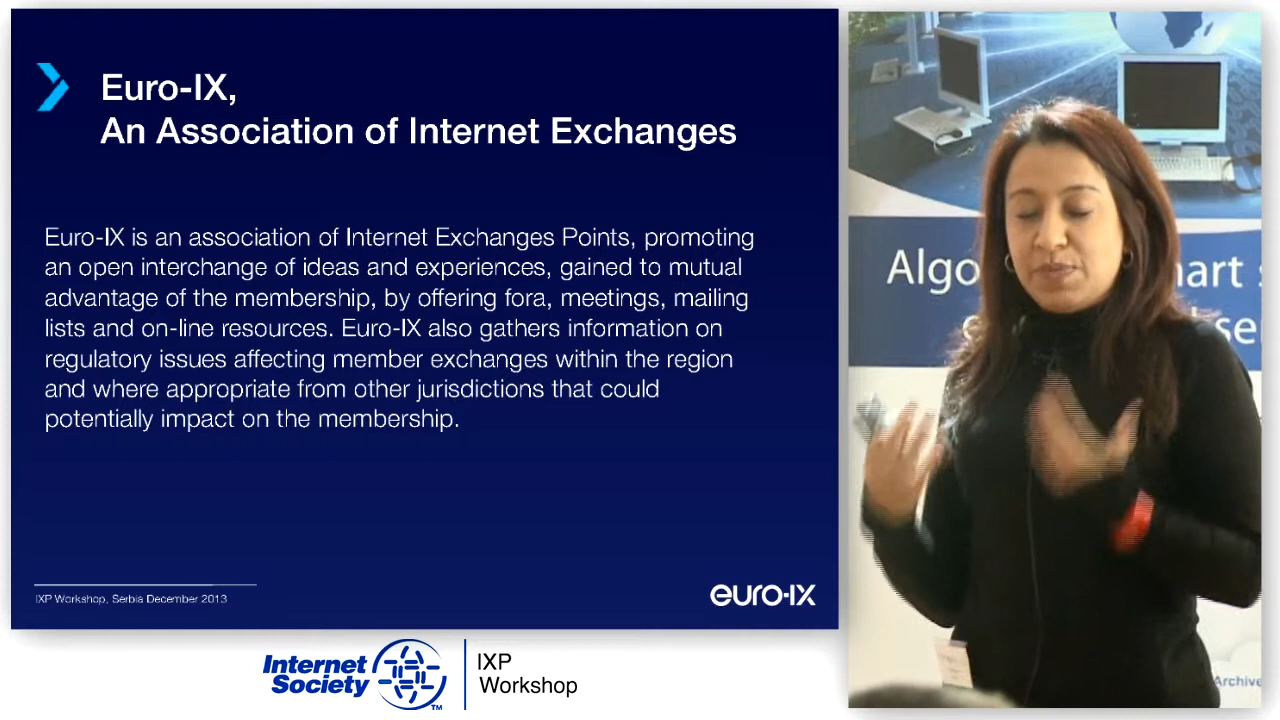 Euro-IX,
An Association of Internet Exchanges
Euro-IX is an association of Internet Exchanges Points, promoting
an open interchange of ideas and experiences, gained to mutual
advantage of the membership, by offering fora, meetings, mailing
lists and on-line resources. Euro-IX also gathers information on
regulatory issues affecting member exchanges within the region
and where appropriate from other jurisdictions that could
potentially impact on the membership.
IXP Workshop, Serbia December 2013
euro-ix
Internet
Society
TM
IXP
Workshop
Algo
art s
se
Archive